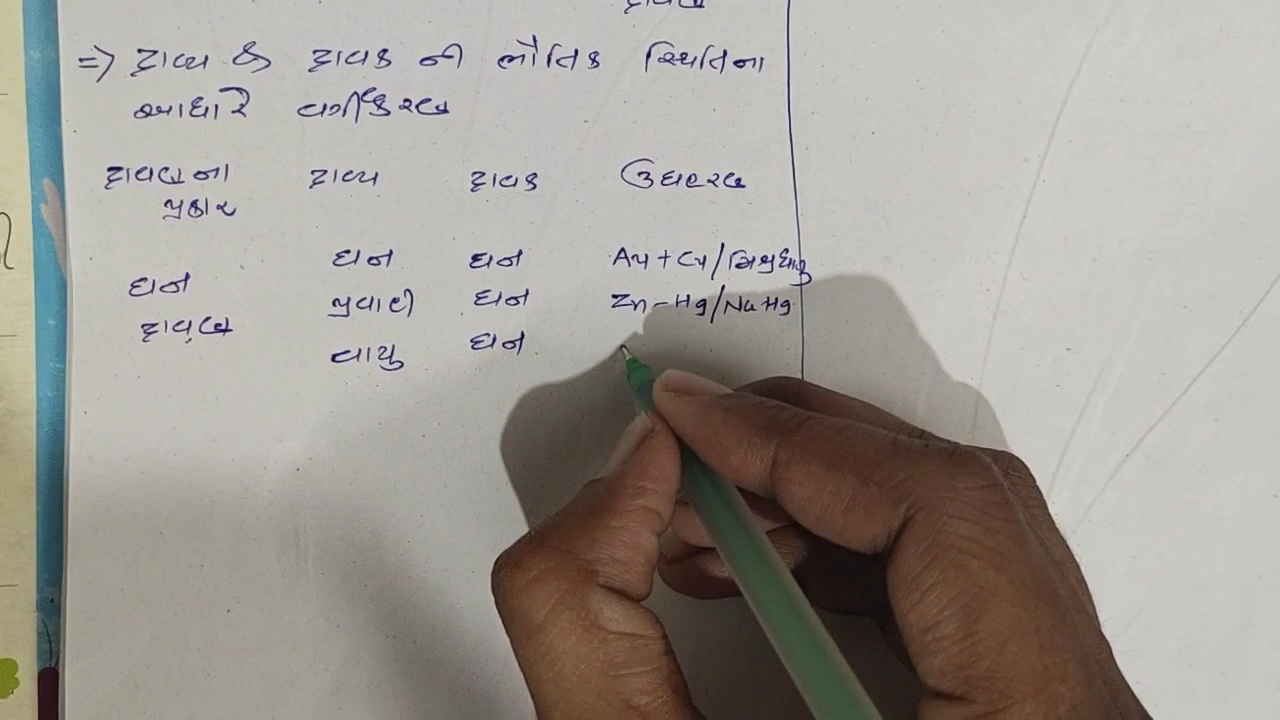 => દ્રાવ્ય કે દ્રાવક ની ભૌતિક સ્થિતિના
આધારે વર્ગીકરણ
દ્રાવણના દ્રાવ્ય દ્રાવક ઉદાહરણ
પ્રકાર
ઘન ઘન Au + Cu/મિશ્રધાતુ
ઘન
પ્રવાહી ઘન Zn - Hg/NaHg
દ્રાવણ
વાયુ ઘન